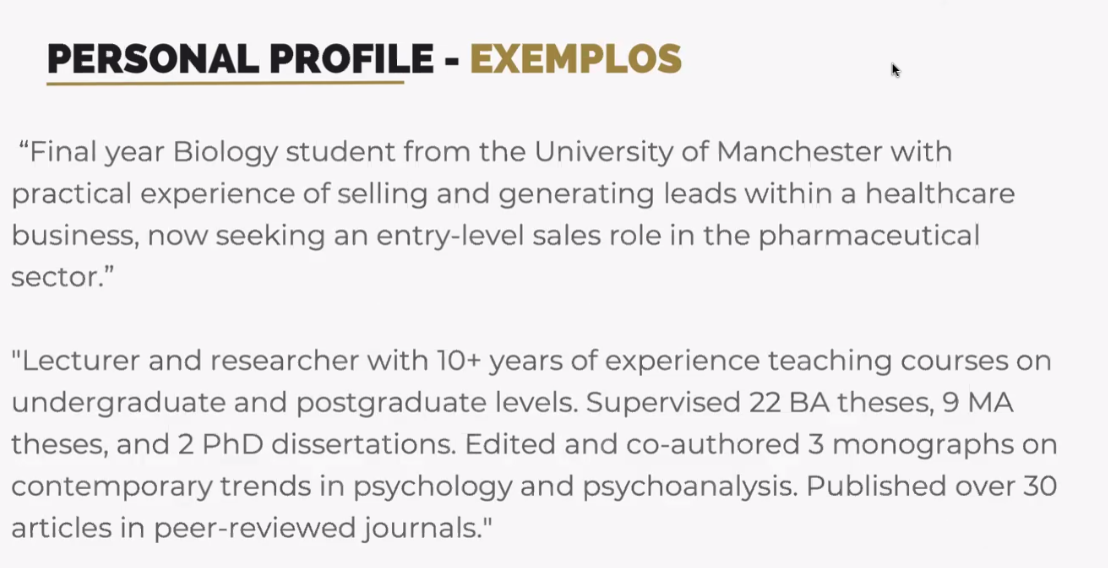 PERSONAL PROFILE - EXEMPLOS
“Final year Biology student from the University of Manchester with
practical experience of selling and generating leads within a healthcare
business, now seeking an entry-level sales role in the pharmaceutical
sector.”
"Lecturer and researcher with 10+ years of experience teaching courses on
undergraduate and postgraduate levels. Supervised 22 BA theses, 9 MA
theses, and 2 PhD dissertations. Edited and co-authored 3 monographs on
contemporary trends in psychology and psychoanalysis. Published over 30
articles in peer-reviewed journals."